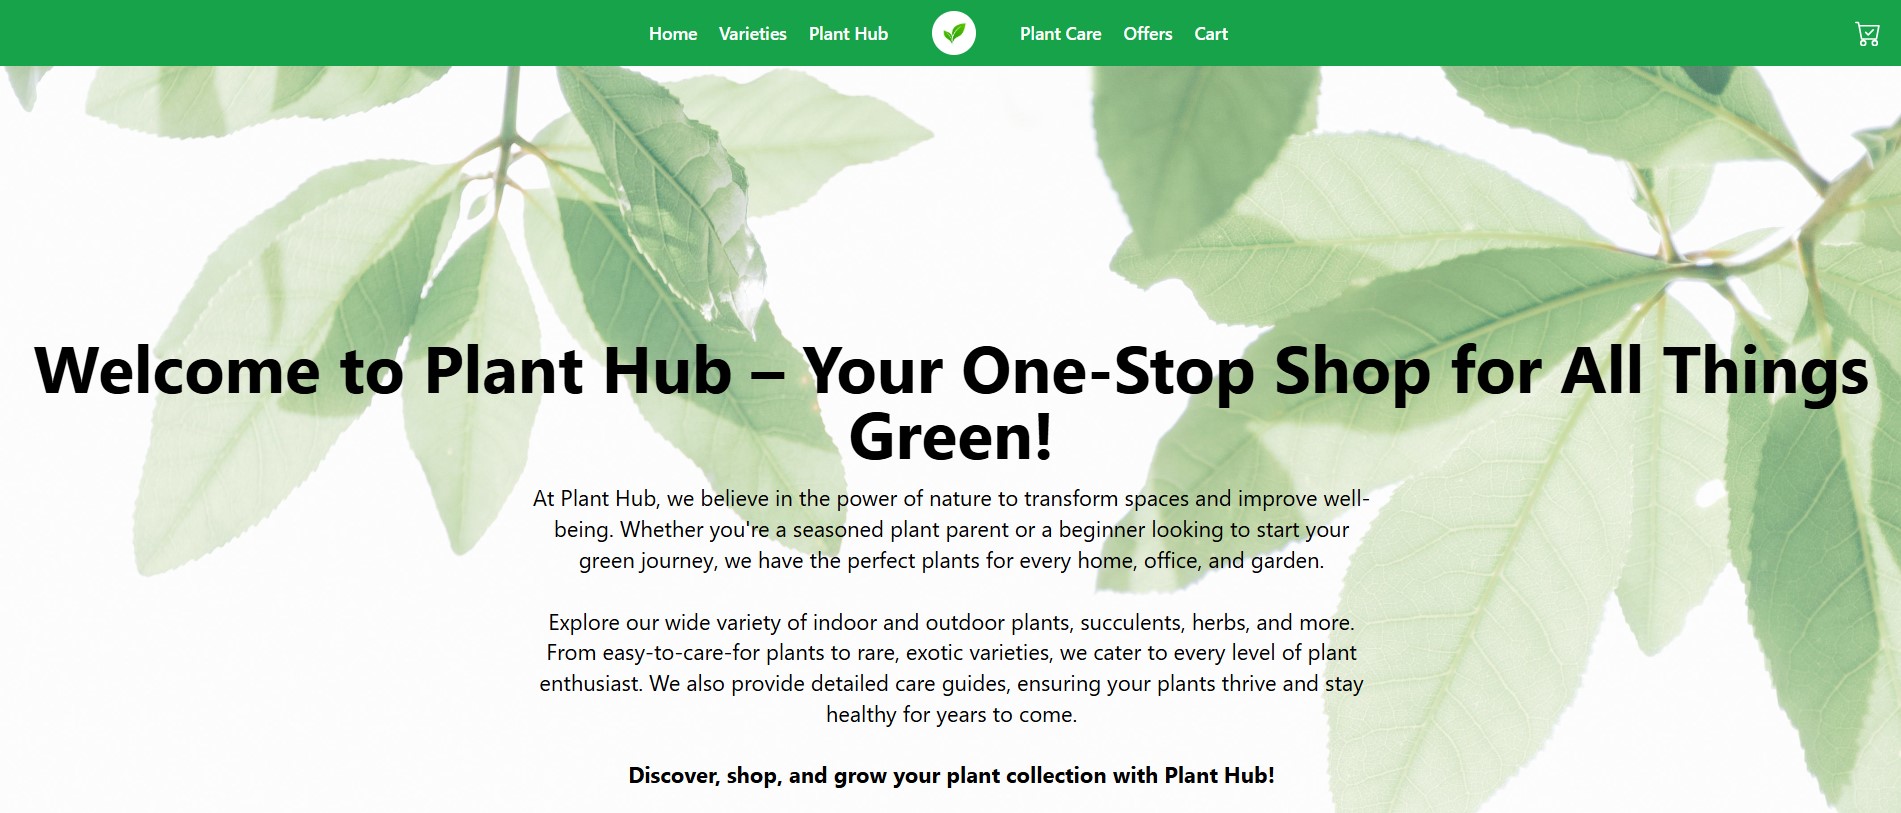 Home Varieties Plant Hub Plant Care Offers Cart
Welcome to Plant Hub – Your One-Stop Shop for All Things
Green!
At Plant Hub, we believe in the power of nature to transform spaces and improve well-
being. Whether you're a seasoned plant parent or a beginner looking to start your
green journey, we have the perfect plants for every home, office, and garden.
Explore our wide variety of indoor and outdoor plants, succulents, herbs, and more.
From easy-to-care-for plants to rare, exotic varieties, we cater to every level of plant
enthusiast. We also provide detailed care guides, ensuring your plants thrive and stay
healthy for years to come.
Discover, shop, and grow your plant collection with Plant Hub!